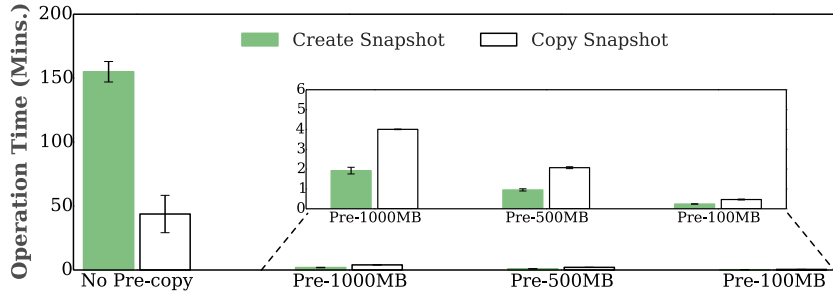 Operation Time (Mins.)
200
150
100
50
0
Create Snapshot
Copy Snapshot
6
5
4
3
2
1
0
Pre-1000MB
Pre-500MB
Pre-100MB
No Pre-copy
Pre-1000MB
Pre-500MB
Pre-100MB